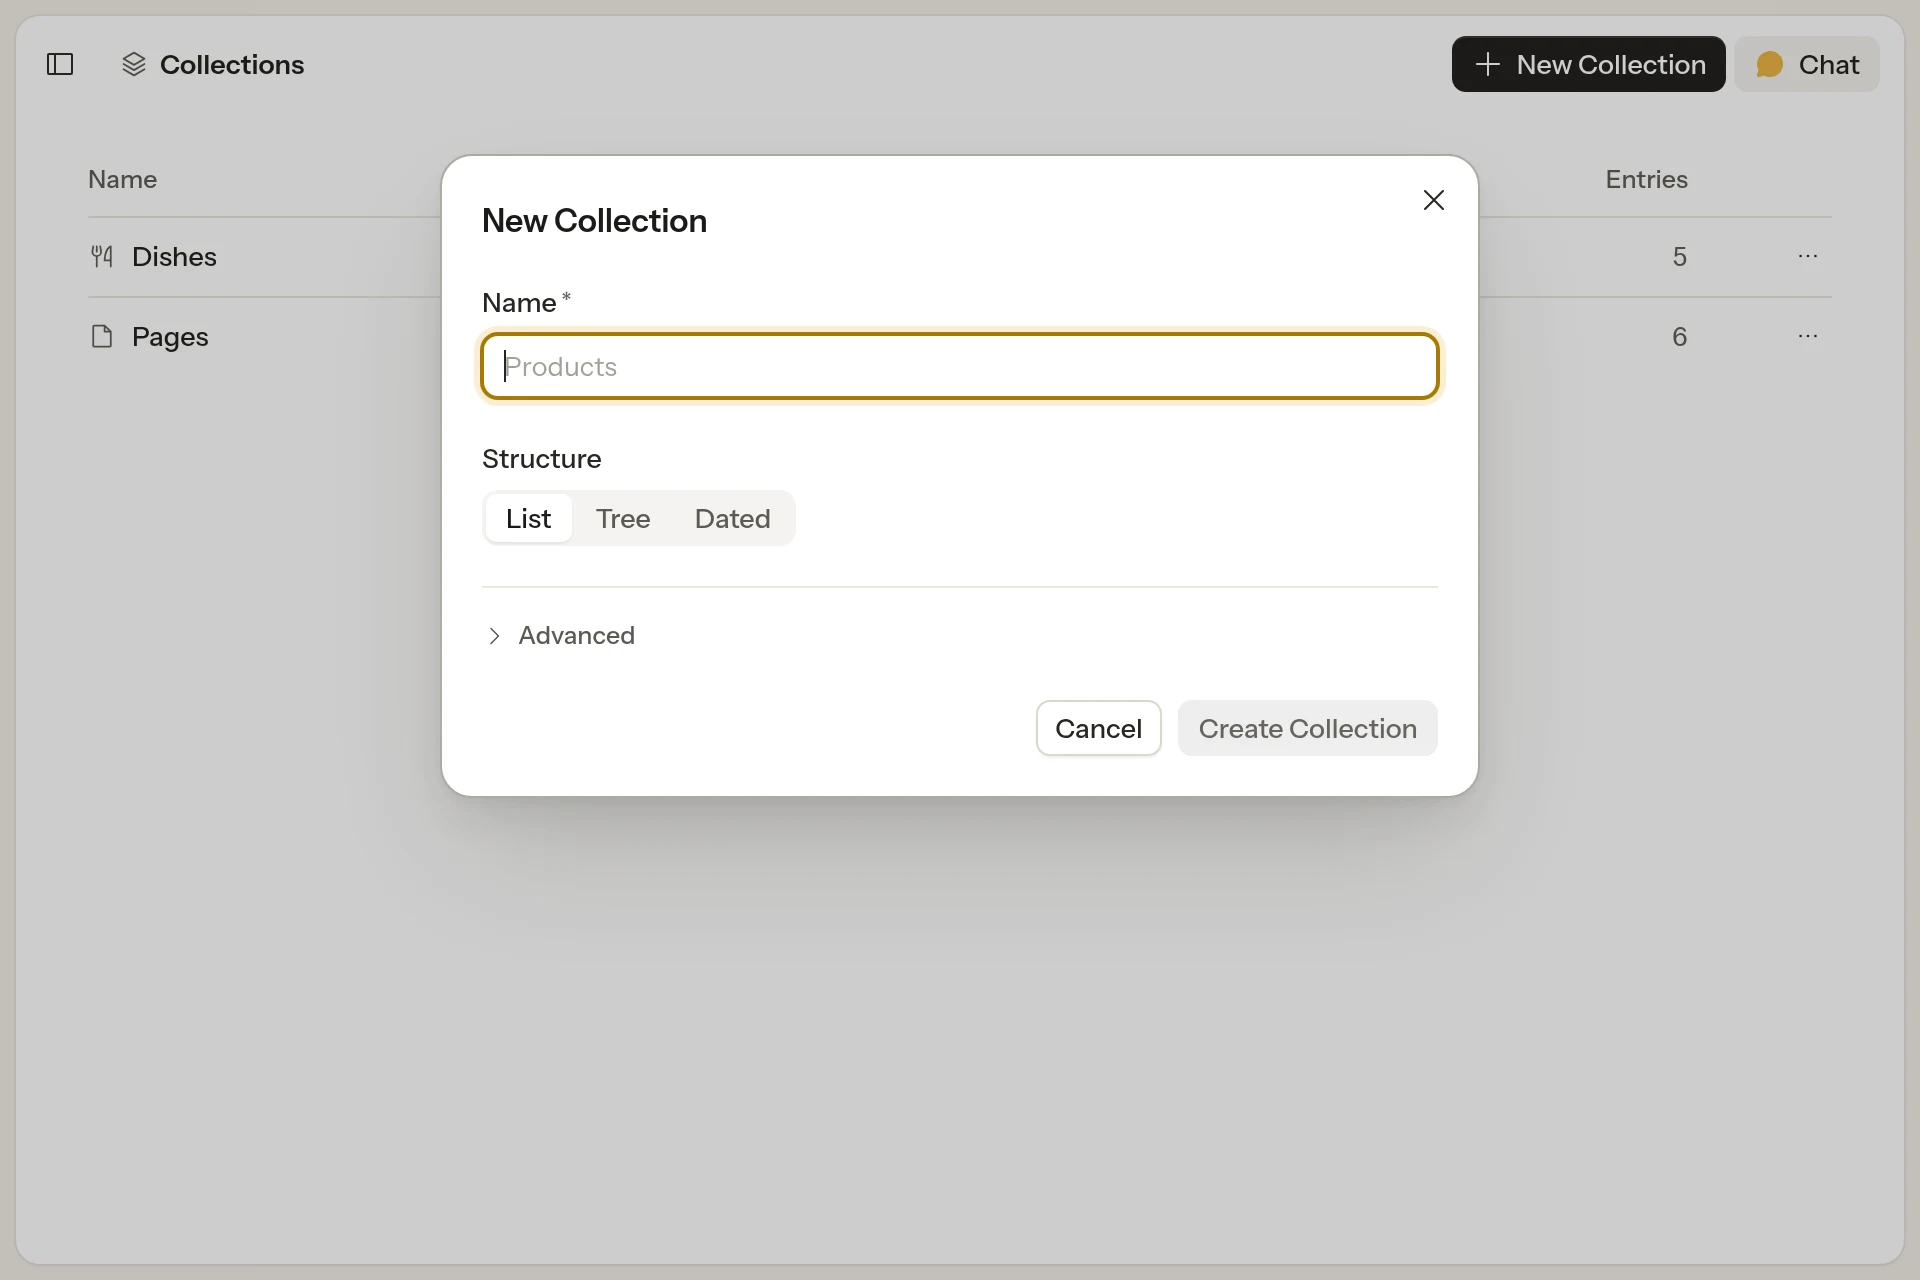 Collections
New Collection
Chat
Name
Entries
Dishes
5
...
Pages
6
...
New Collection
Name *
Products
Structure
List
Tree
Dated
Advanced
Cancel
Create Collection